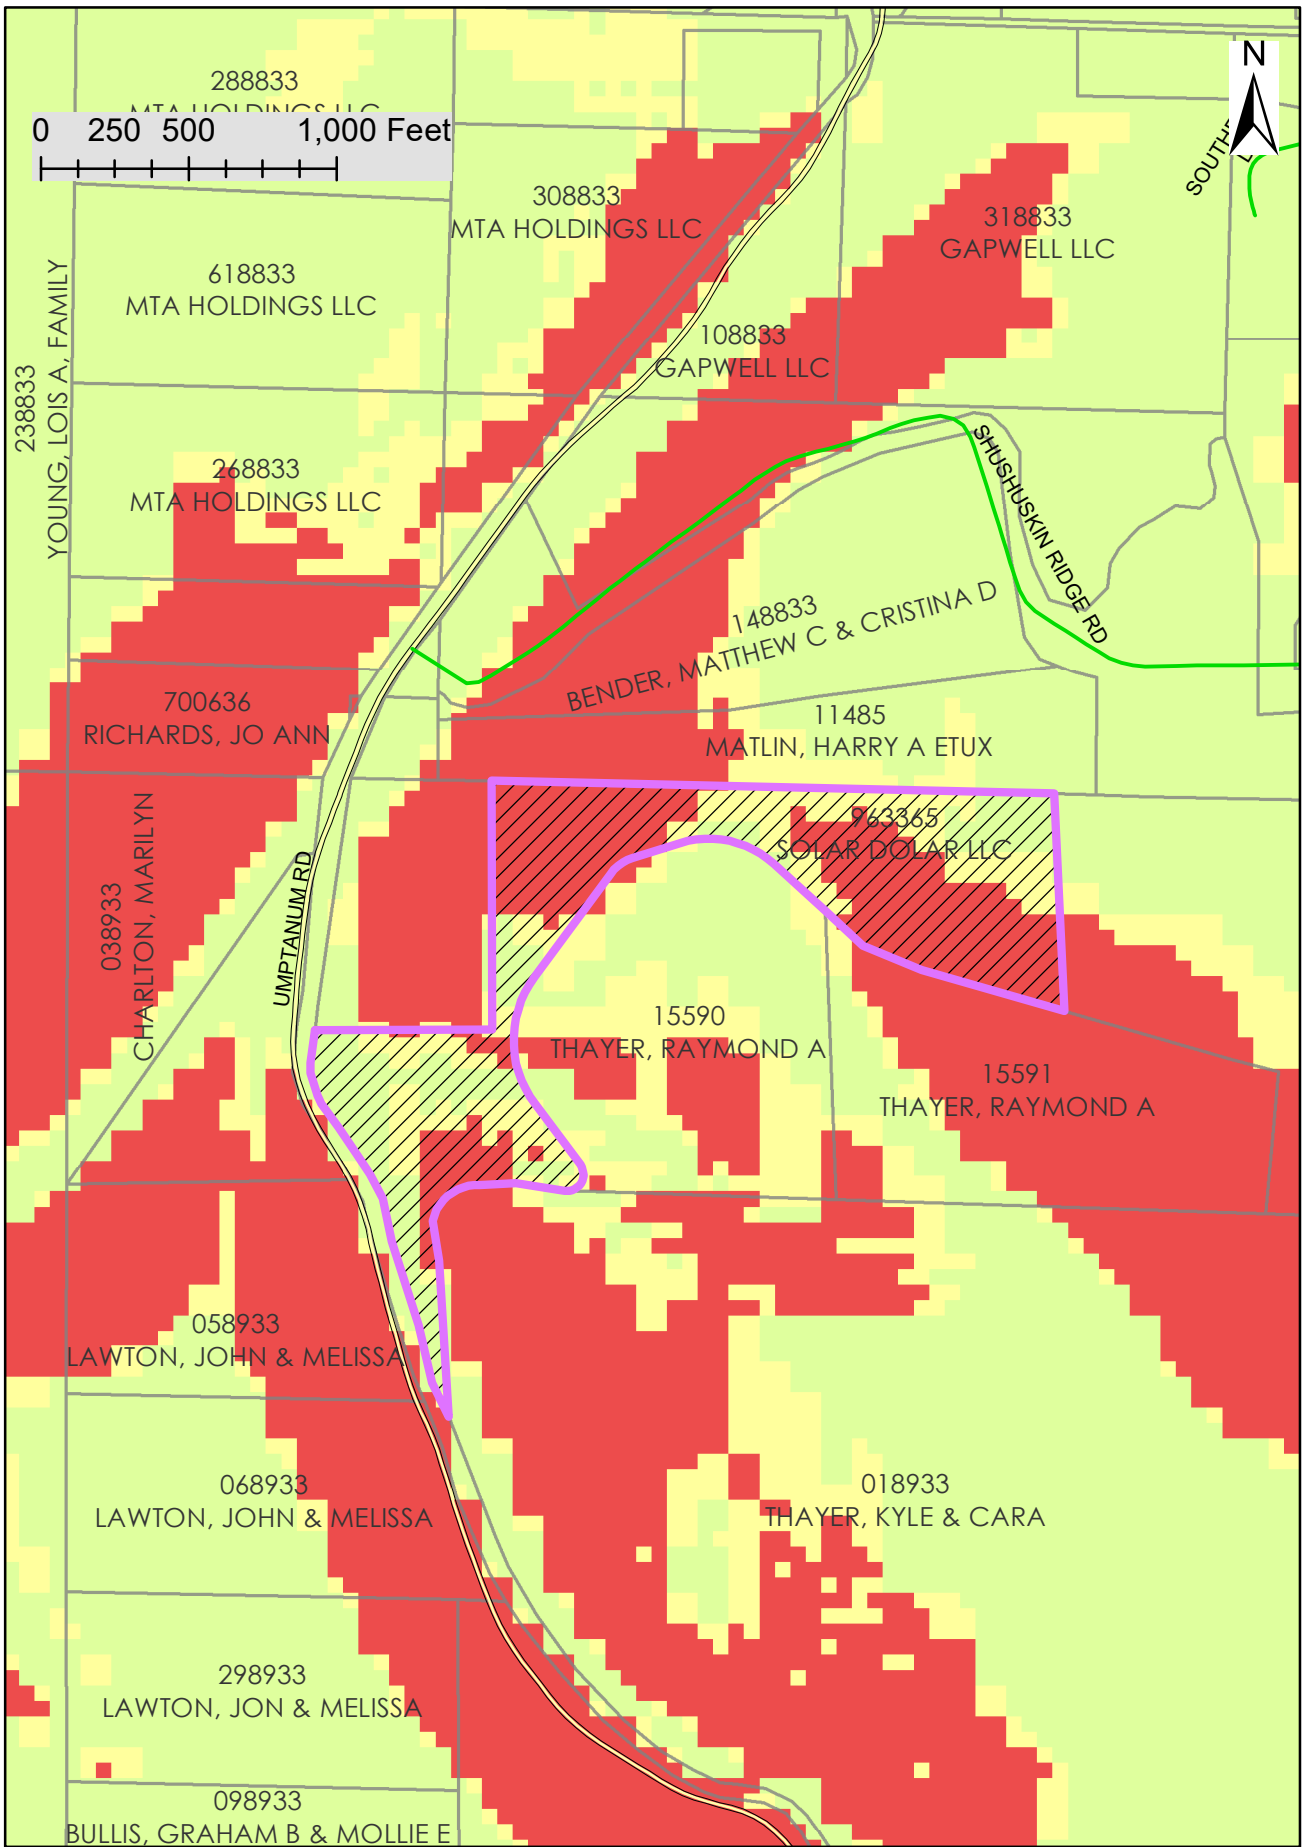 288833
MTA HOLDINGS LLC
0 250 500 1,000 Feet
N
308833
MTA HOLDINGS LLC
318833
GAPWELL LLC
618833
MTA HOLDINGS LLC
238833
YOUNG, LOIS A, FAMILY
108833
GAPWELL LLC
268833
MTA HOLDINGS LLC
SHUSHUSKIN RIDGE RD
148833
BENDER, MATTHEW C & CRISTINA D
700636
RICHARDS, JO ANN
11485
MATLIN, HARRY A ETUX
963365
SOLAR DOLAR LLC
038933
CHARLTON, MARILYN
UMPTANUM RD
15590
THAYER, RAYMOND A
15591
THAYER, RAYMOND A
058933
LAWTON, JOHN & MELISSA
068933
LAWTON, JOHN & MELISSA
018933
THAYER, KYLE & CARA
298933
LAWTON, JON & MELISSA
098933
BULLIS, GRAHAM B & MOLLIE E